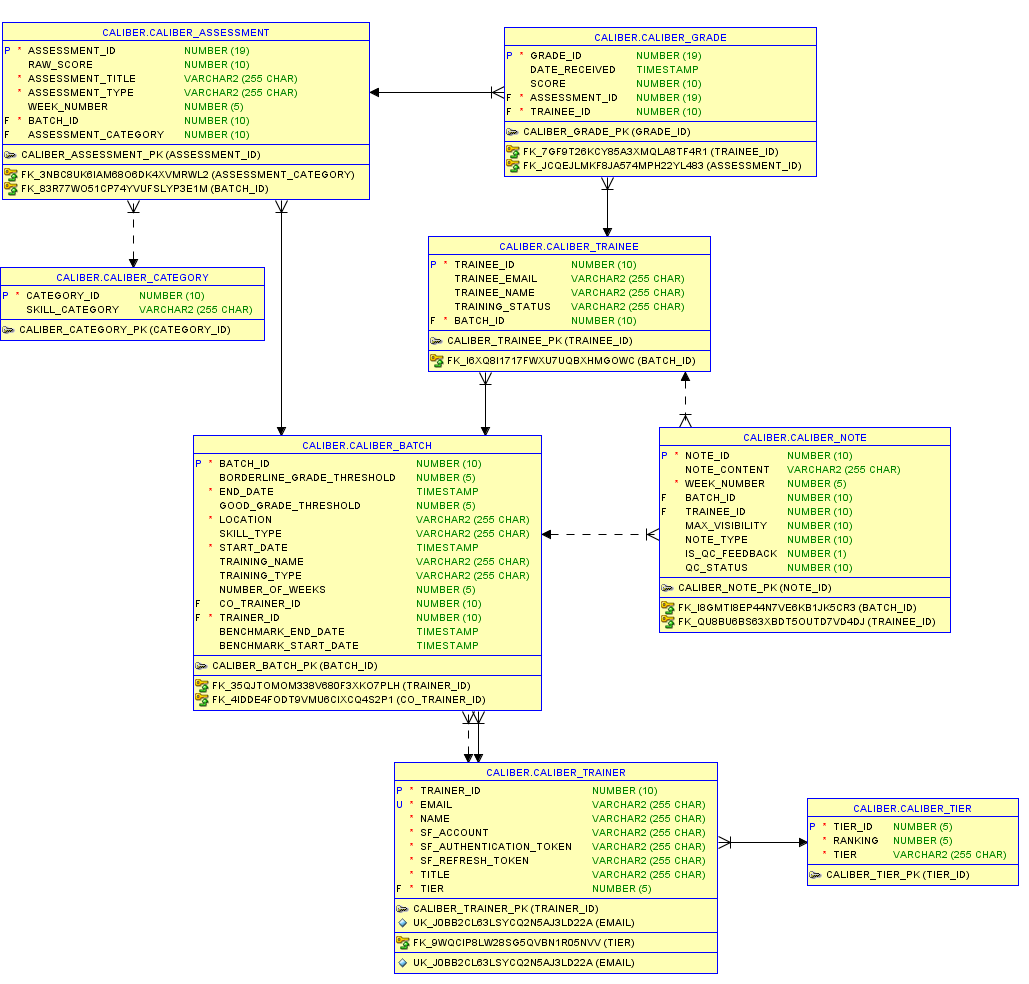 CALIBER.CALIBER_ASSESSMENT
P * ASSESSMENT_ID NUMBER (19)
RAW_SCORE NUMBER (10)
* ASSESSMENT_TITLE VARCHAR2 (255 CHAR)
* ASSESSMENT_TYPE VARCHAR2 (255 CHAR)
WEEK_NUMBER NUMBER (5)
F * BATCH_ID NUMBER (10)
F ASSESSMENT_CATEGORY NUMBER (10)
CALIBER_ASSESSMENT_PK (ASSESSMENT_ID)
FK_3NBC8UK6IAM68O6DK4XVMRWL2 (ASSESSMENT_CATEGORY)
FK_83R77WO51CP74YVUFSLYP3E1M (BATCH_ID)
CALIBER.CALIBER_GRADE
P * GRADE_ID NUMBER (19)
DATE_RECEIVED TIMESTAMP
SCORE NUMBER (10)
F * ASSESSMENT_ID NUMBER (19)
F * TRAINEE_ID NUMBER (10)
CALIBER_GRADE_PK (GRADE_ID)
FK_7GF9T26KCY85A3XMQLA8TF4R1 (TRAINEE_ID)
FK_JCQEJLMKF8JA574MPH22YL483 (ASSESSMENT_ID)
CALIBER.CALIBER_CATEGORY
P * CATEGORY_ID NUMBER (10)
SKILL_CATEGORY VARCHAR2 (255 CHAR)
CALIBER_CATEGORY_PK (CATEGORY_ID)
CALIBER.CALIBER_TRAINEE
P * TRAINEE_ID NUMBER (10)
TRAINEE_EMAIL VARCHAR2 (255 CHAR)
TRAINEE_NAME VARCHAR2 (255 CHAR)
TRAINING_STATUS VARCHAR2 (255 CHAR)
F * BATCH_ID NUMBER (10)
CALIBER_TRAINEE_PK (TRAINEE_ID)
FK_I6XQ8I1717FWXU7UQBXHMGOWC (BATCH_ID)
CALIBER.CALIBER_BATCH
P * BATCH_ID NUMBER (10)
BORDERLINE_GRADE_THRESHOLD NUMBER (5)
* END_DATE TIMESTAMP
GOOD_GRADE_THRESHOLD NUMBER (5)
* LOCATION VARCHAR2 (255 CHAR)
SKILL_TYPE VARCHAR2 (255 CHAR)
* START_DATE TIMESTAMP
TRAINING_NAME VARCHAR2 (255 CHAR)
TRAINING_TYPE VARCHAR2 (255 CHAR)
NUMBER_OF_WEEKS NUMBER (5)
F CO_TRAINER_ID NUMBER (10)
F * TRAINER_ID NUMBER (10)
BENCHMARK_END_DATE TIMESTAMP
BENCHMARK_START_DATE TIMESTAMP
CALIBER_BATCH_PK (BATCH_ID)
FK_35QJTOMOM338V680F3XKO7PLH (TRAINER_ID)
FK_4IDDE4FODT9VMU6CIXCQ4S2P1 (CO_TRAINER_ID)
CALIBER.CALIBER_NOTE
P * NOTE_ID NUMBER (10)
NOTE_CONTENT VARCHAR2 (255 CHAR)
* WEEK_NUMBER NUMBER (5)
F BATCH_ID NUMBER (10)
F TRAINEE_ID NUMBER (10)
MAX_VISIBILITY NUMBER (10)
NOTE_TYPE NUMBER (10)
IS_QC_FEEDBACK NUMBER (1)
QC_STATUS NUMBER (10)
CALIBER_NOTE_PK (NOTE_ID)
FK_I8GMTI8EP44N7VE6KB1JK5CR3 (BATCH_ID)
FK_QU8BU6BS63XBDT5OUTD7VD4DJ (TRAINEE_ID)
CALIBER.CALIBER_TRAINER
P * TRAINER_ID NUMBER (10)
U * EMAIL VARCHAR2 (255 CHAR)
* NAME VARCHAR2 (255 CHAR)
* SF_ACCOUNT VARCHAR2 (255 CHAR)
* SF_AUTHENTICATION_TOKEN VARCHAR2 (255 CHAR)
* SF_REFRESH_TOKEN VARCHAR2 (255 CHAR)
* TITLE VARCHAR2 (255 CHAR)
F * TIER NUMBER (5)
CALIBER_TRAINER_PK (TRAINER_ID)
UK_J0BB2CL63LSYCQ2N5AJ3LD22A (EMAIL)
FK_9WQCIP8LW28SG5QVBN1R05NVV (TIER)
UK_J0BB2CL63LSYCQ2N5AJ3LD22A (EMAIL)
CALIBER.CALIBER_TIER
P * TIER_ID NUMBER (5)
* RANKING NUMBER (5)
* TIER VARCHAR2 (255 CHAR)
CALIBER_TIER_PK (TIER_ID)